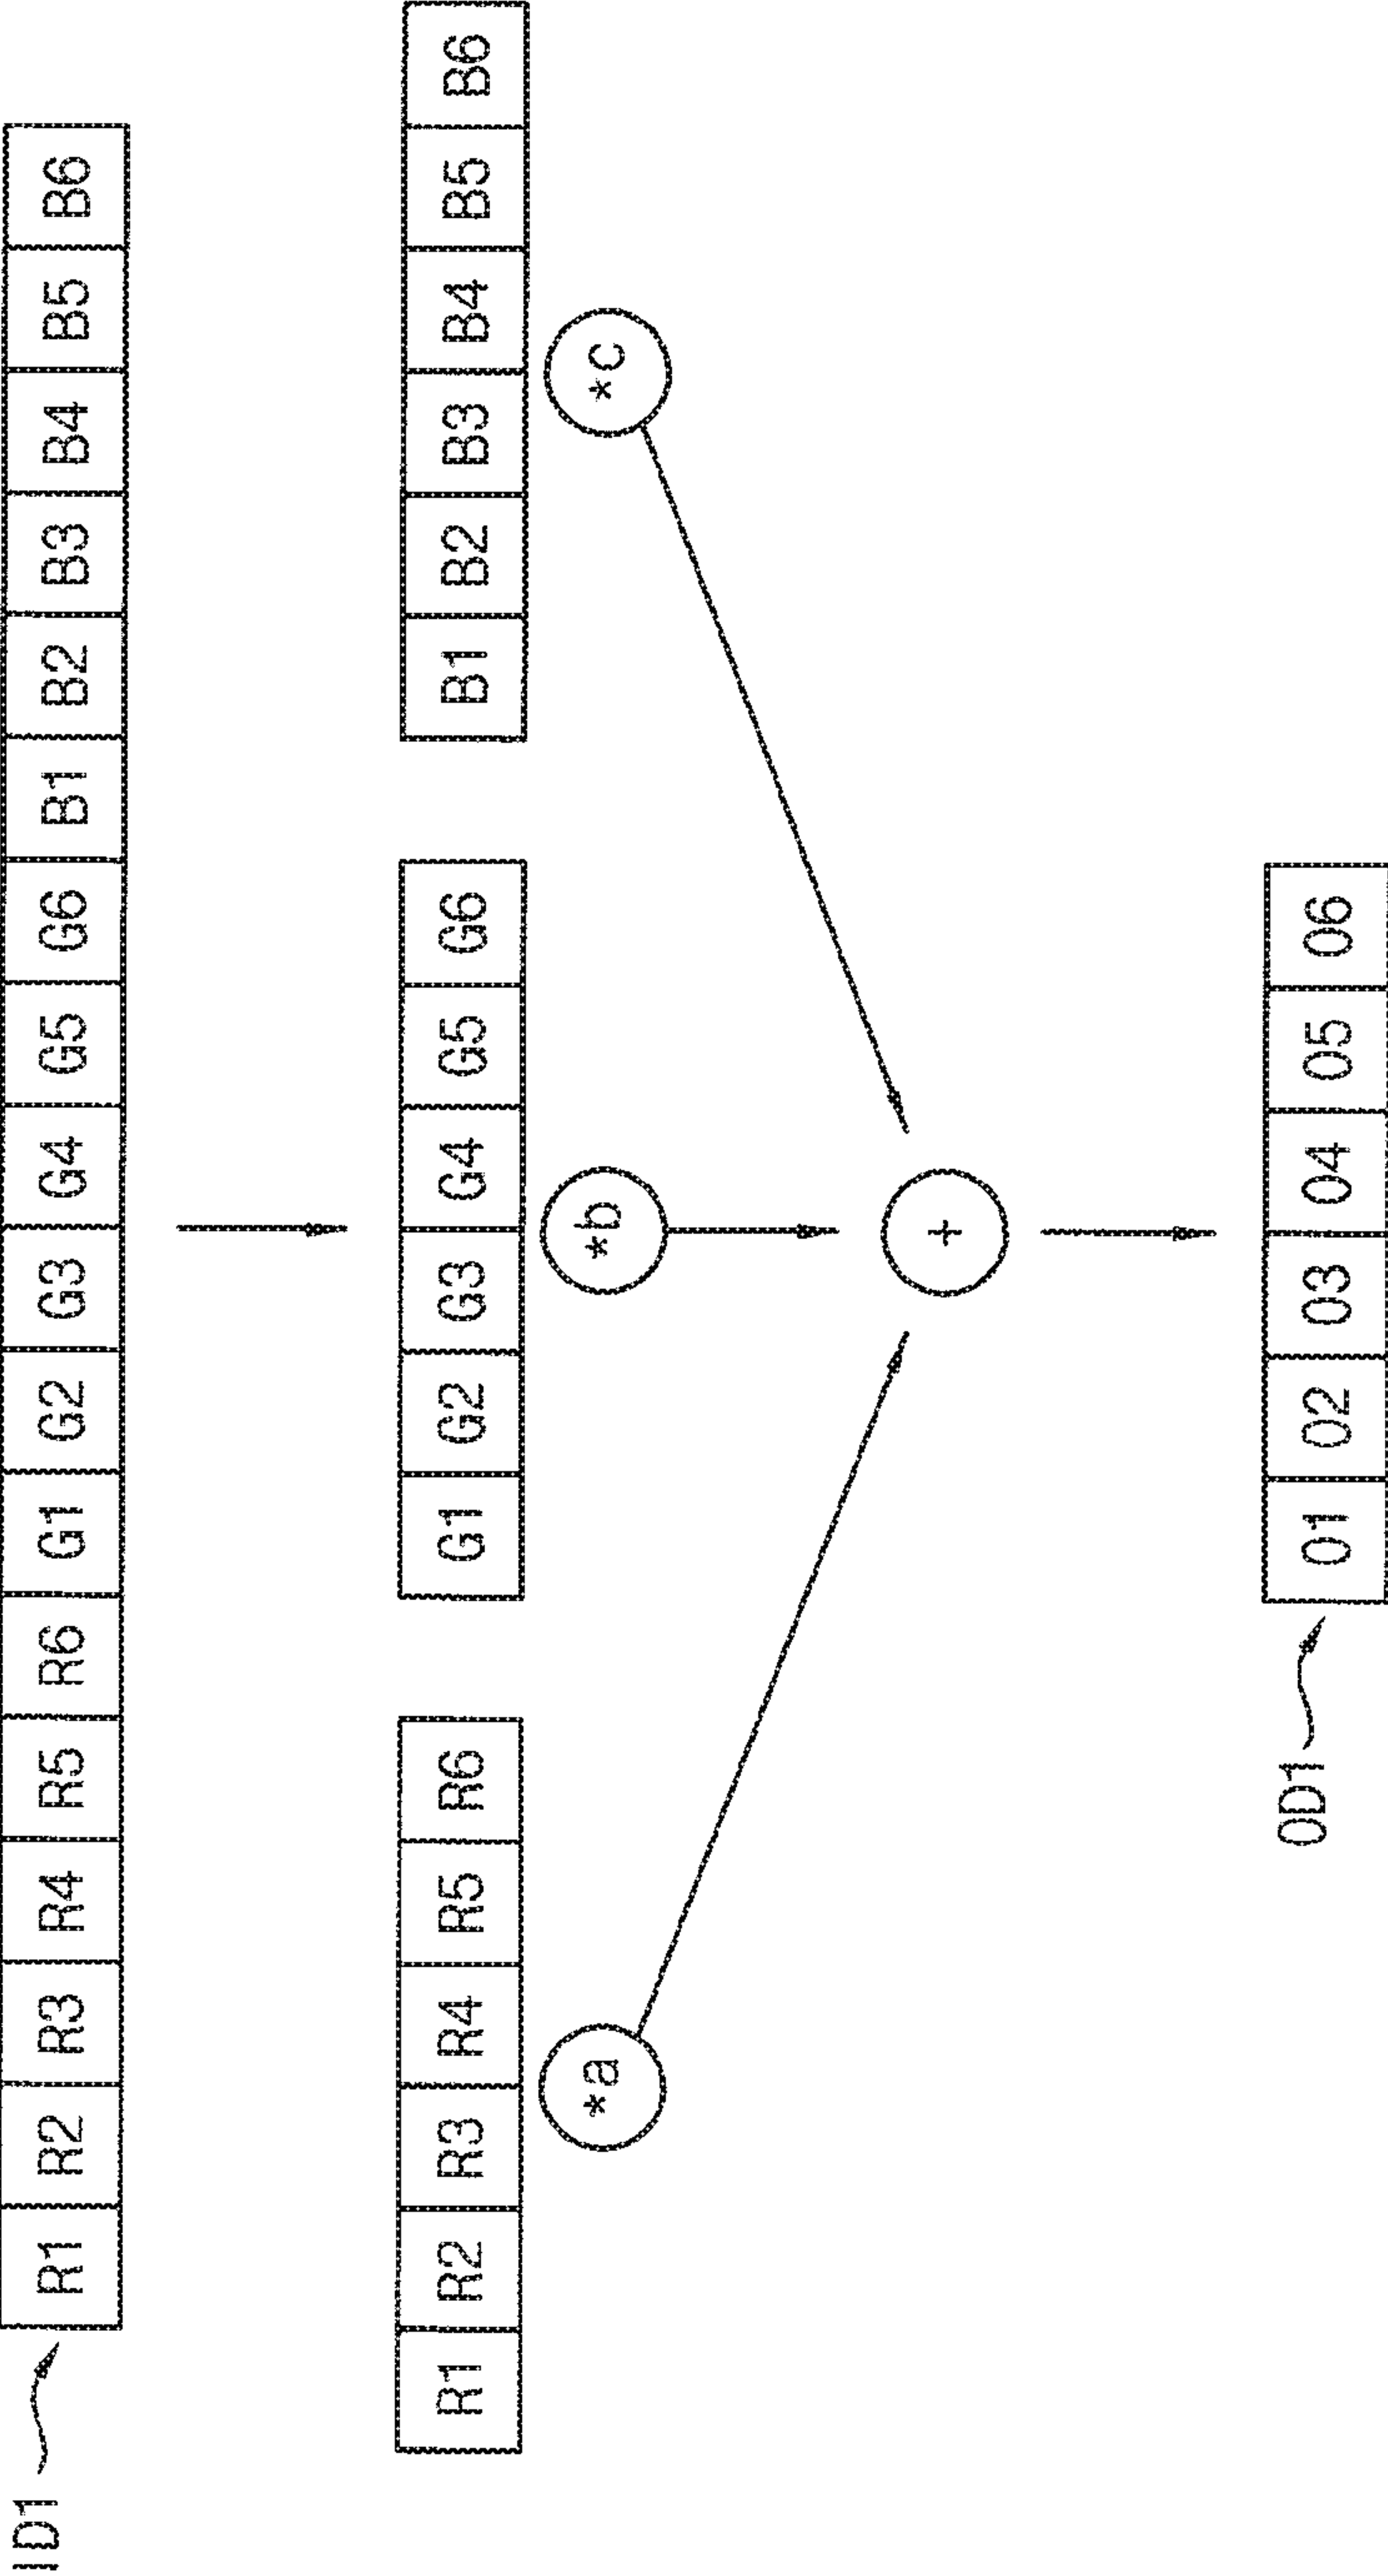 ID1
R1 R2 R3 R4 R5 R6 G1 G2 G3 G4 G5 G6 B1 B2 B3 B4 B5 B6
R1 R2 R3 R4 R5 R6
G1 G2 G3 G4 G5 G6
B1 B2 B3 B4 B5 B6
*a
*b
*c
+
OD1
O1 O2 O3 O4 O5 O6